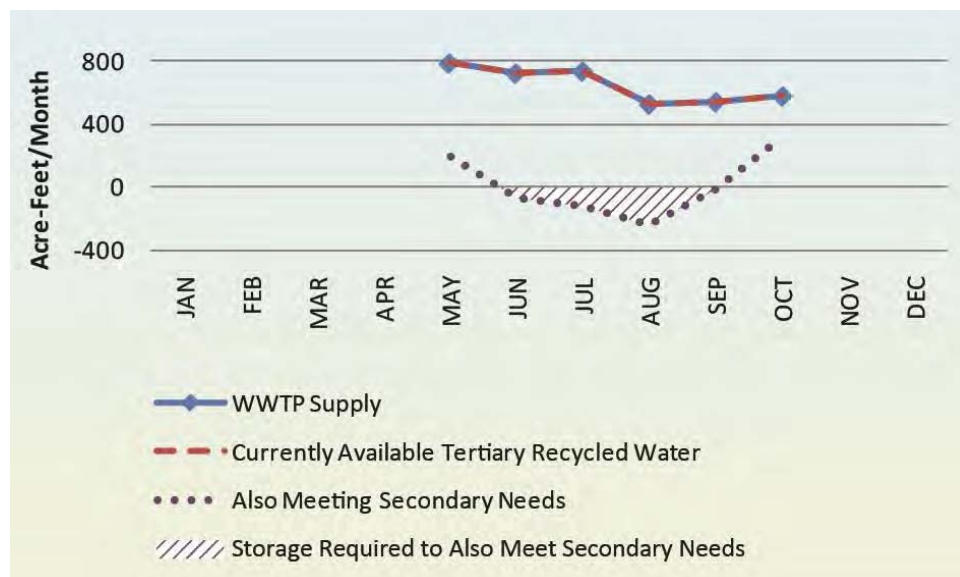 Acre-Feet/Month
800
400
0
-400
JAN FEB MAR APR MAY JUN JUL AUG SEP OCT NOV DEC
WWTP Supply
Currently Available Tertiary Recycled Water
Also Meeting Secondary Needs
Storage Required to Also Meet Secondary Needs